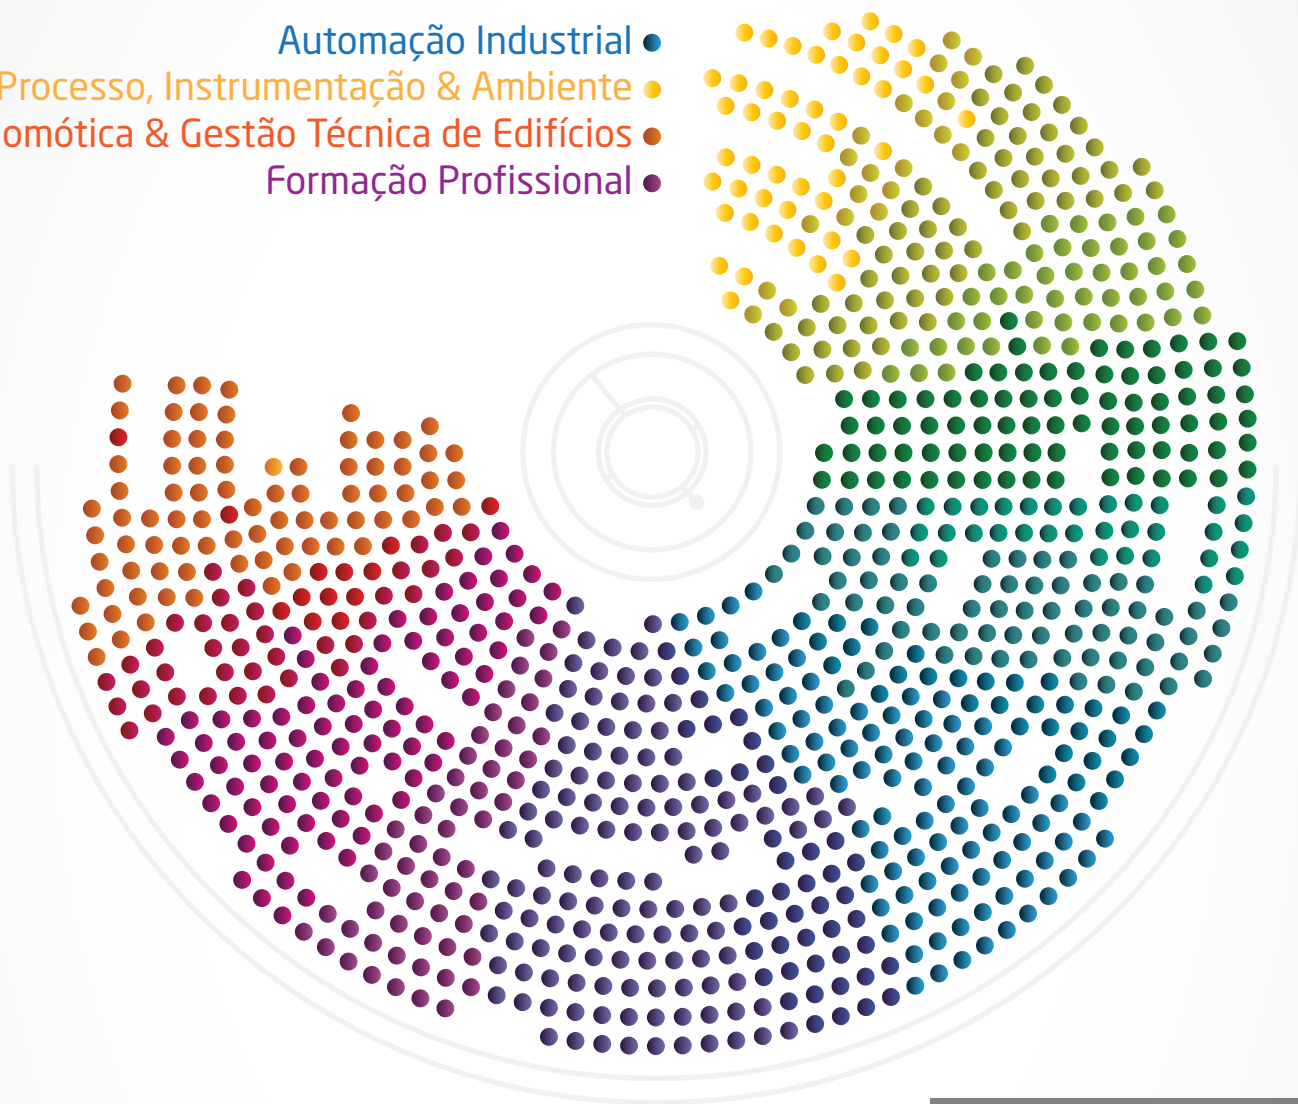 Automação Industrial
Processo, Instrumentação & Ambiente
omótica & Gestão Técnica de Edifícios
Formação Profissional